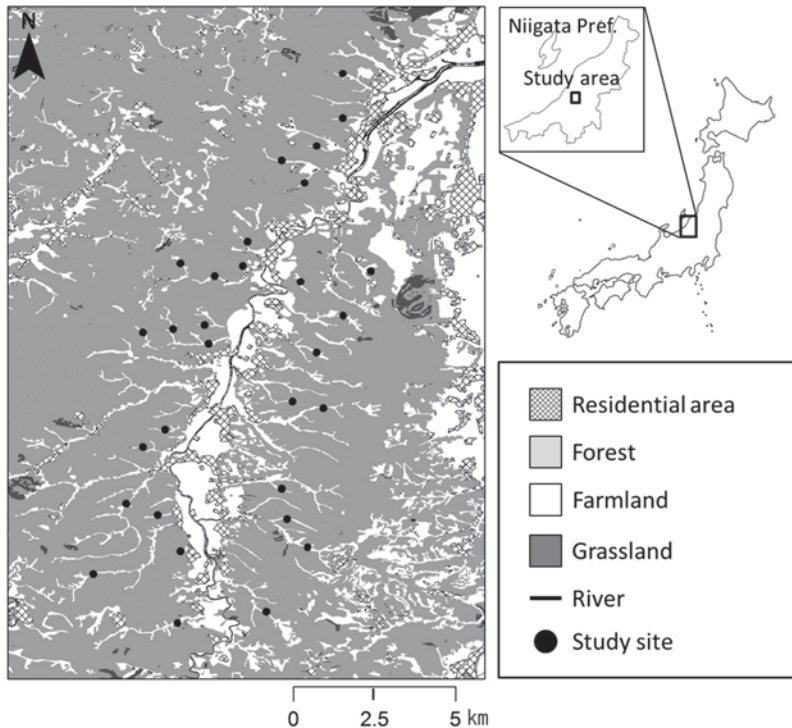 N
Niigata Pref.
Study area
Residential area
Forest
Farmland
Grassland
River
Study site
0 2.5 5 km